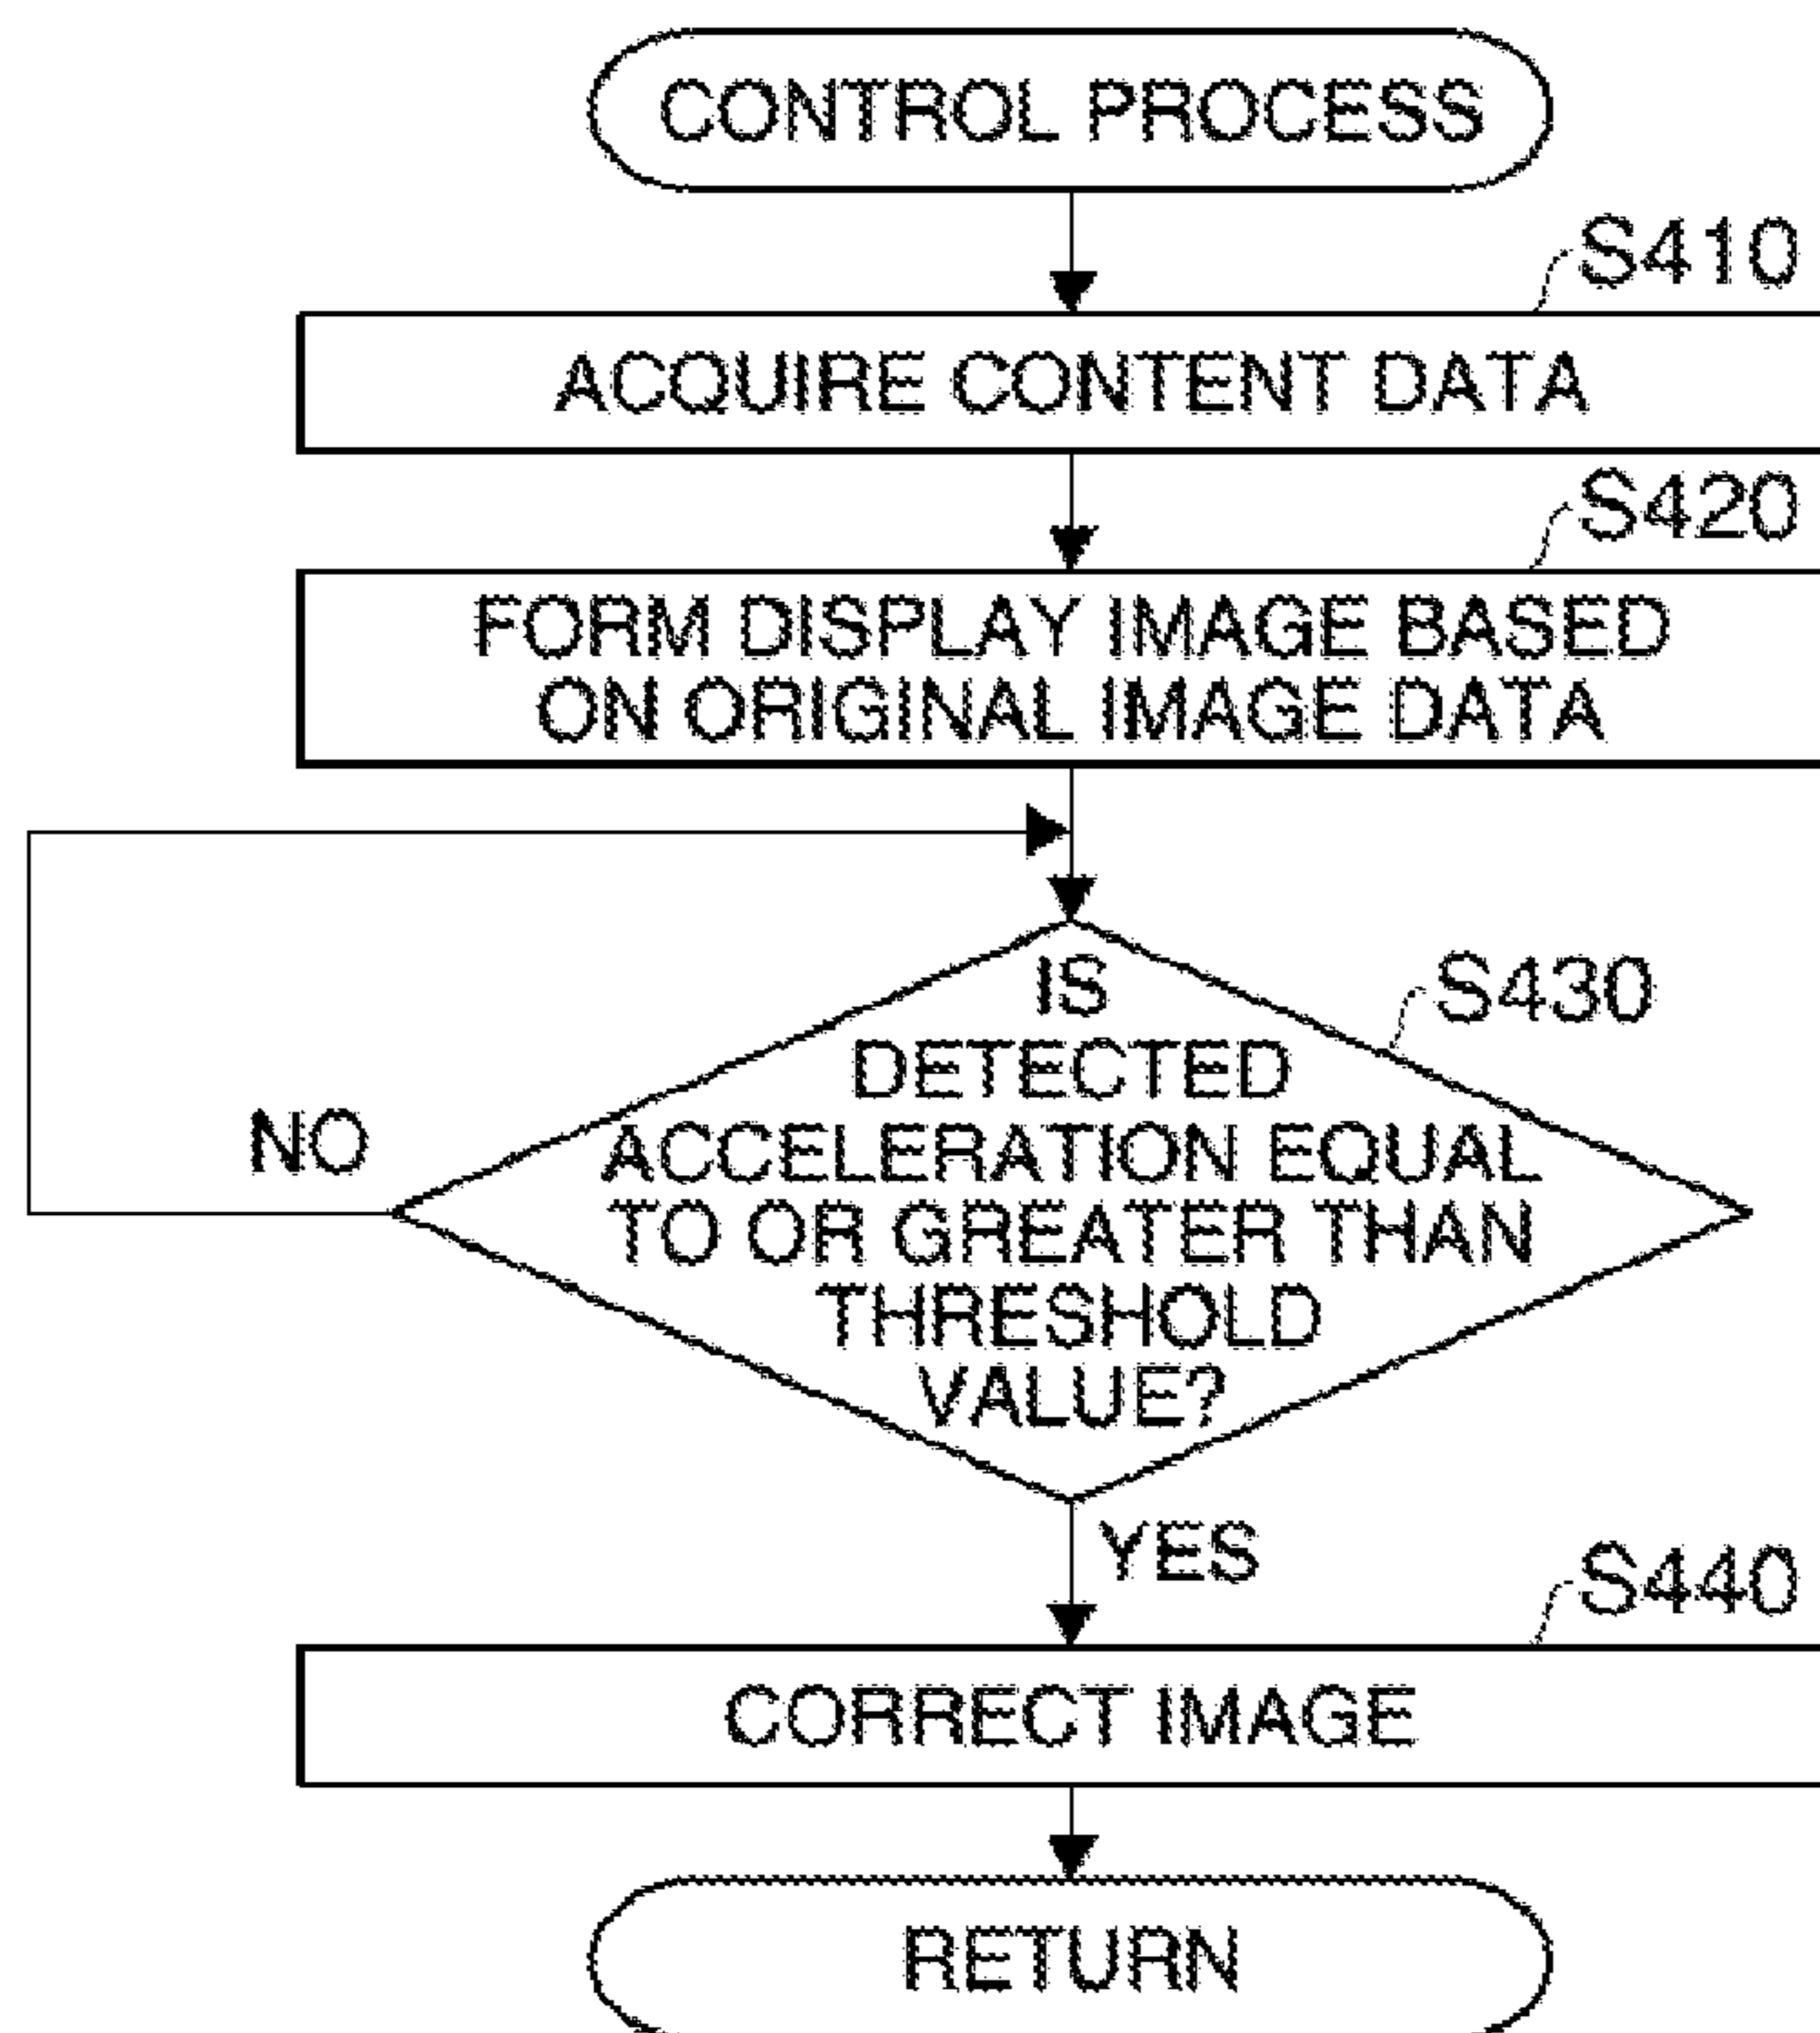 CONTROL PROCESS
S410
ACQUIRE CONTENT DATA
S420
FORM DISPLAY IMAGE BASED
ON ORIGINAL IMAGE DATA
IS
S430
DETECTED
NO
ACCELERATION EQUAL
TO OR GREATER THAN
THRESHOLD
VALUE?
YES
S440
CORRECT IMAGE
RETURN